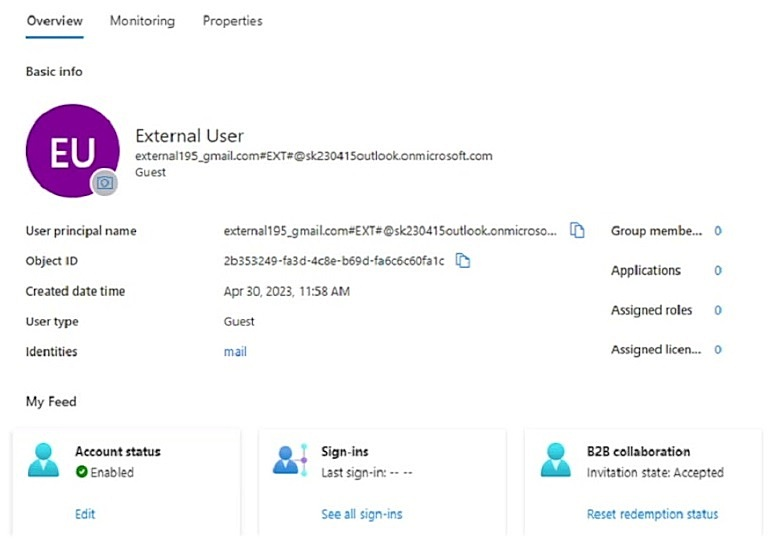 Overview Monitoring Properties
Basic info
EU
External User
external195_gmail.com#EXT#@sk230415outlook.onmicrosoft.com
Guest
User principal name external195_gmail.com#EXT#@sk230415outlook.onmicroso... Group membe... 0
Object ID 2b353249-fa3d-4c8e-b69d-fa6c6c60fa1c Applications 0
Created date time Apr 30, 2023, 11:58 AM Assigned roles 0
User type Guest
Identities mail Assigned licen... 0
My Feed
Account status
Enabled
Edit
Sign-ins
Last sign-in: -- --
See all sign-ins
B2B collaboration
Invitation state: Accepted
Reset redemption status